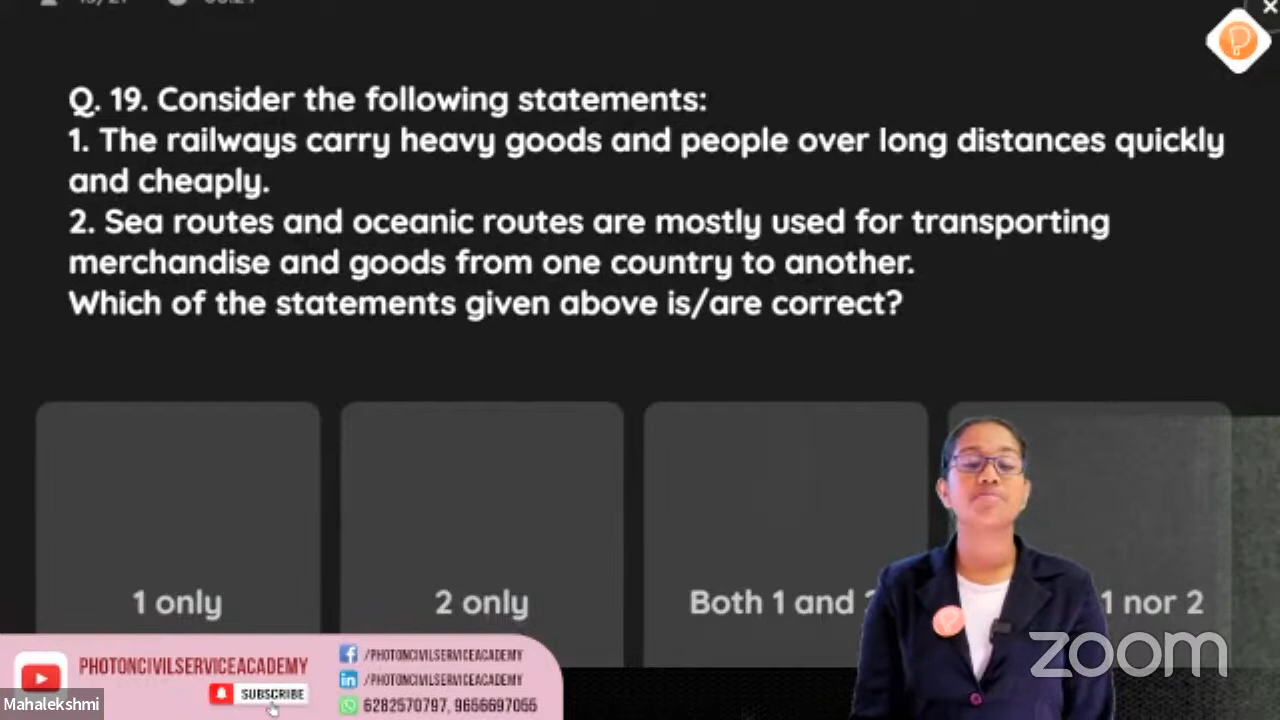 Q. 19. Consider the following statements:
1. The railways carry heavy goods and people over long distances quickly
and cheaply.
2. Sea routes and oceanic routes are mostly used for transporting
merchandise and goods from one country to another.
Which of the statements given above is/are correct?
1 only
2 only
Both 1 and
1 nor 2
zoom
PHOTONCIVILSERVICEACADEMY
SUBSCRIBE
/PHOTONCIVILSERVICEACADEMY
/PHOTONCIVILSERVICEACADEMY
6282570797, 9656697055
Mahalekshmi